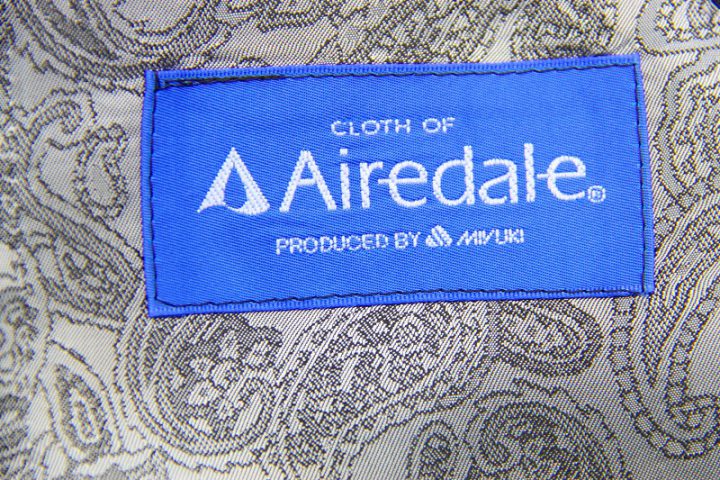 CLOTH OF
Airedale®
PRODUCED BY MIYUKI